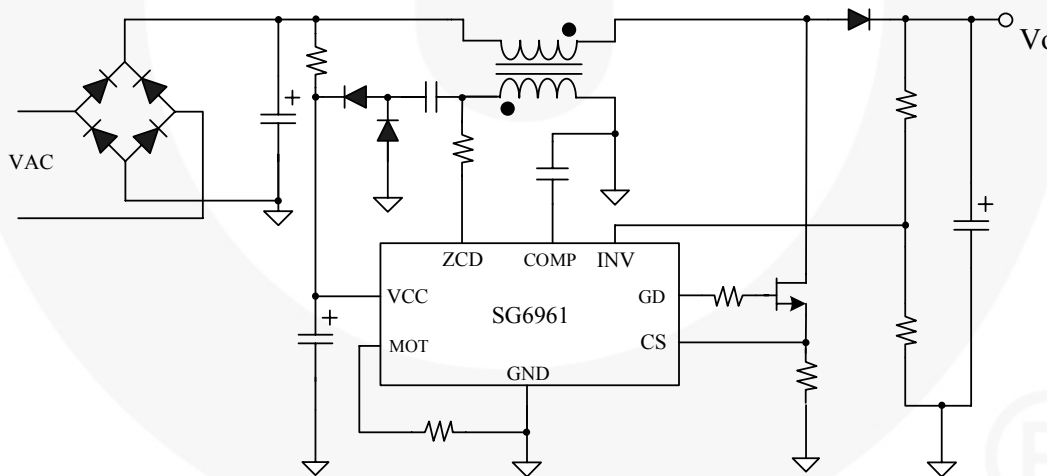 Vo
VAC
ZCD
COMP
INV
VCC
GD
SG6961
MOT
CS
GND